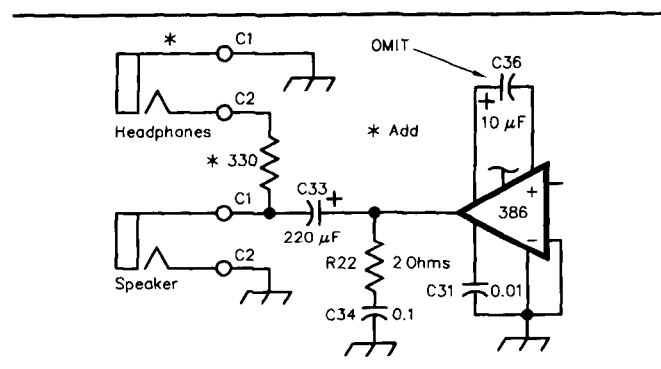 * C1
OMIT
C36
+
10 µF
C2
Headphones
* Add
* 330
C33
+
C1
220 µF
+
386
−
R22 2 Ohms
C2
Speaker
C31 0.01
C34 0.1